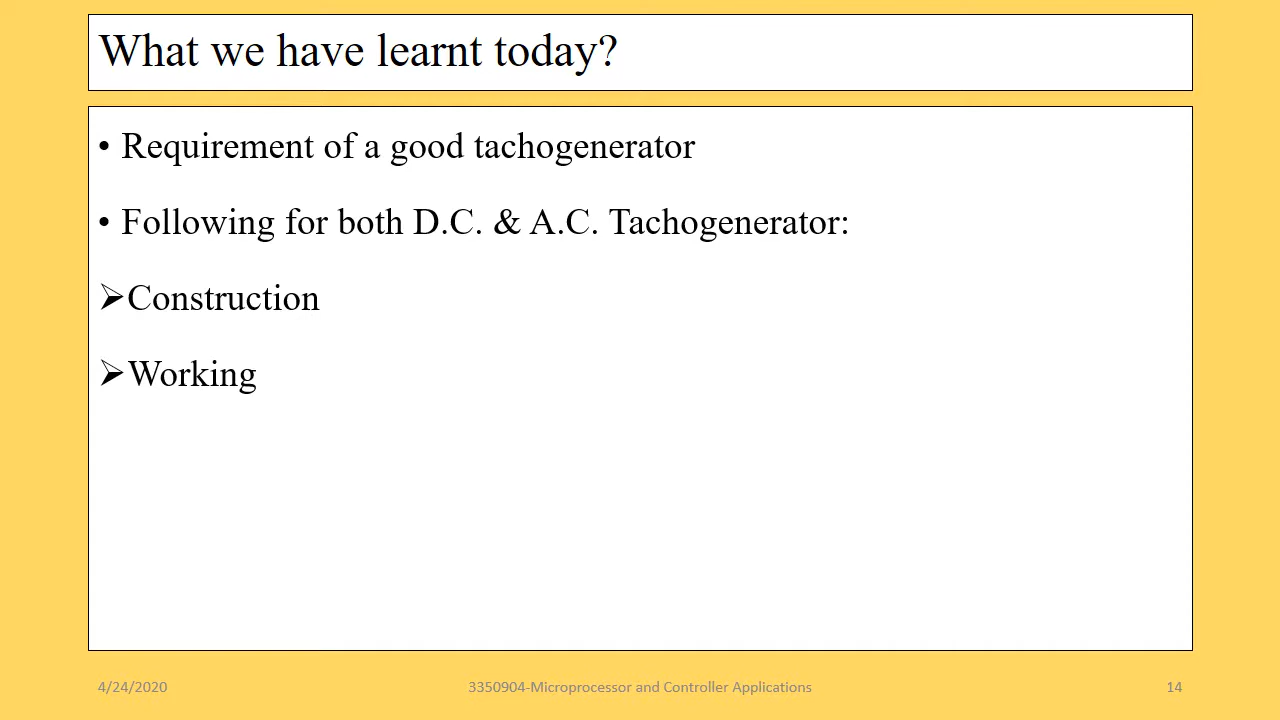 What we have learnt today?
• Requirement of a good tachogenerator
• Following for both D.C. & A.C. Tachogenerator:
➢Construction
➢Working
4/24/2020
3350904-Microprocessor and Controller Applications
14